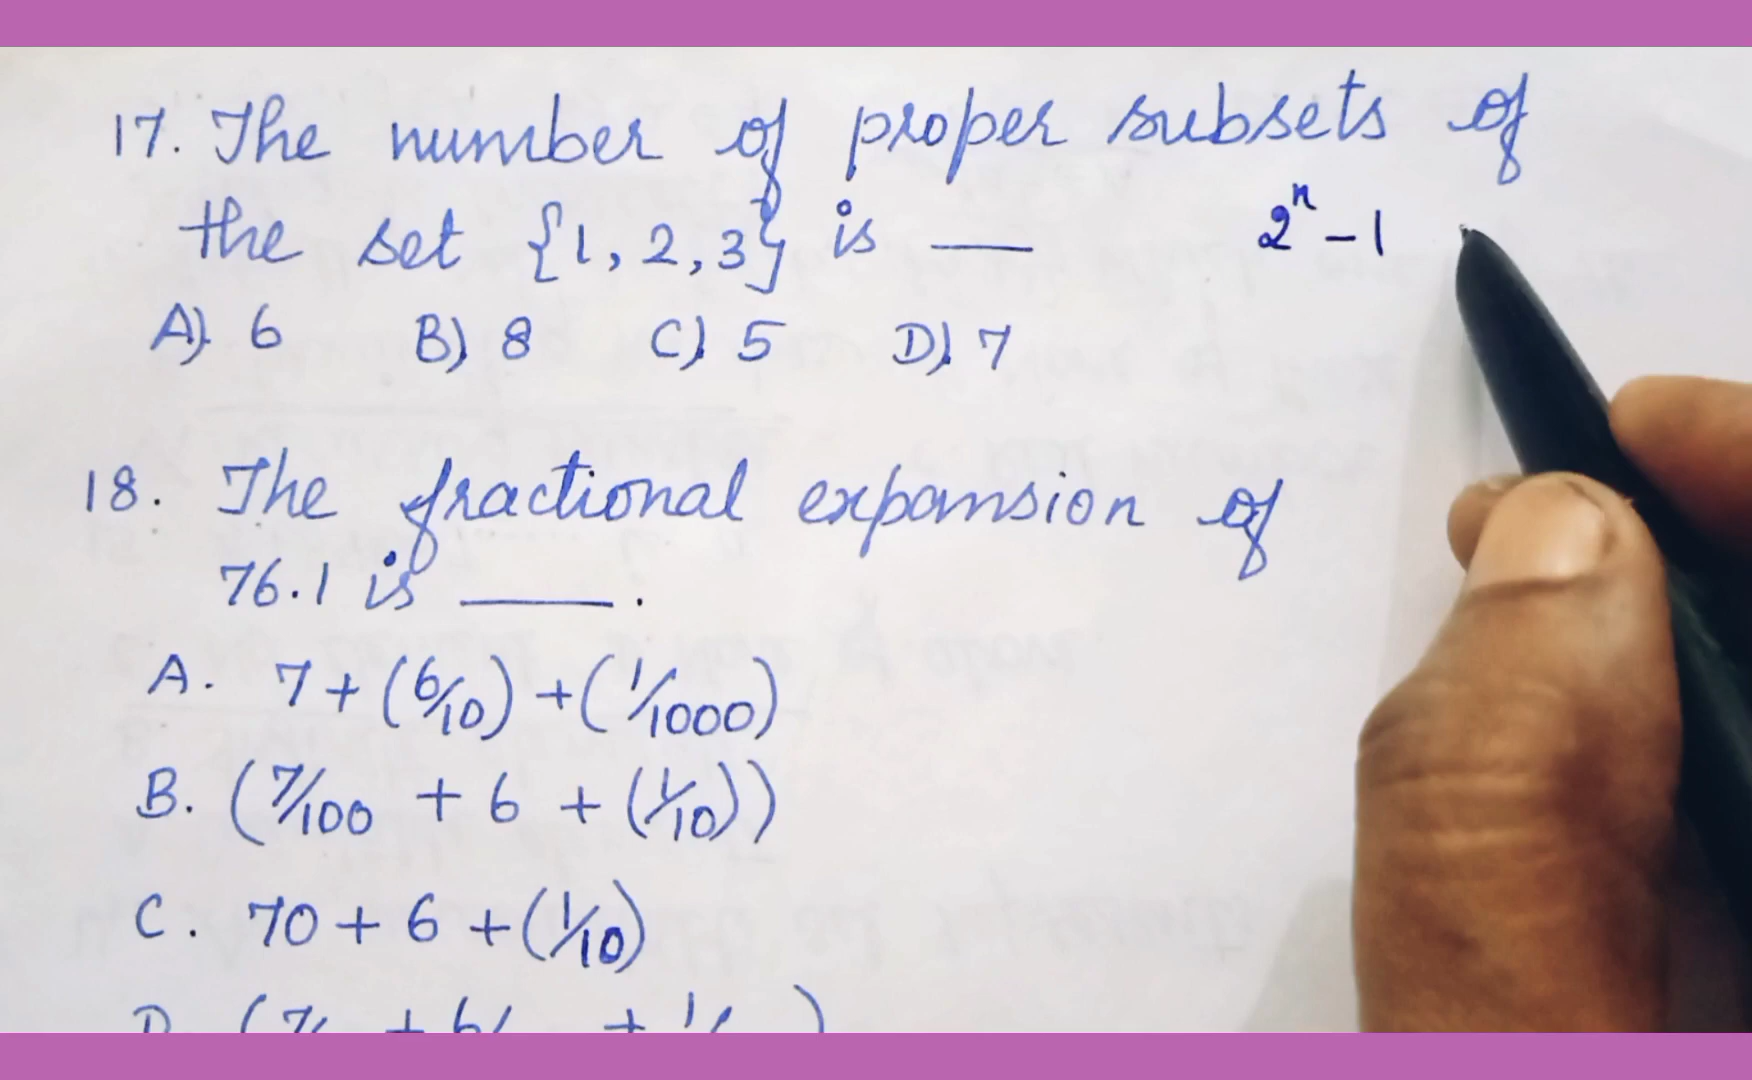 17. The number of proper subsets of
the set {1, 2, 3} is ___ 2ⁿ - 1
A) 6 B) 8 C) 5 D) 7
18. The fractional expansion of
76.1 is ___.
A. 7 + (6/10) + (1/1000)
B. (7/100 + 6 + (1/10))
C. 70 + 6 + (1/10)